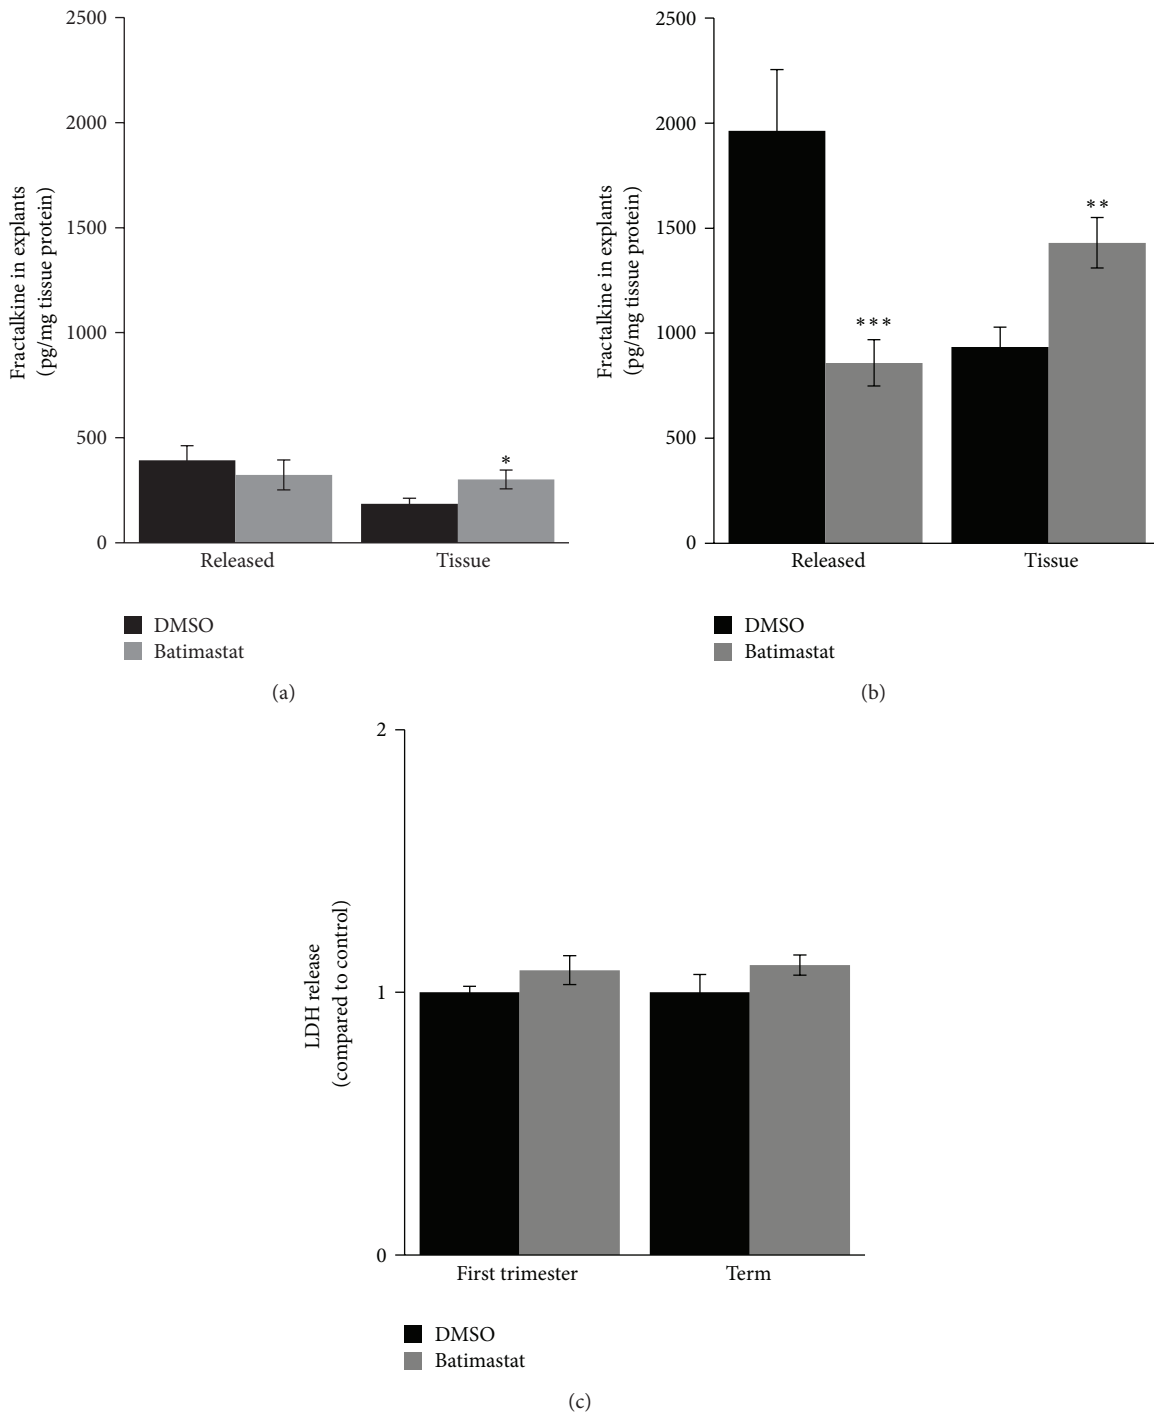 2500
2000
1500
1000
500
0
Fractalkine in explants
(pg/mg tissue protein)
*
Released
Tissue
DMSO
Batimastat
(a)
2500
2000
1500
1000
500
0
Fractalkine in explants
(pg/mg tissue protein)
***
**
Released
Tissue
DMSO
Batimastat
(b)
2
1
0
LDH release
(compared to control)
First trimester
Term
DMSO
Batimastat
(c)